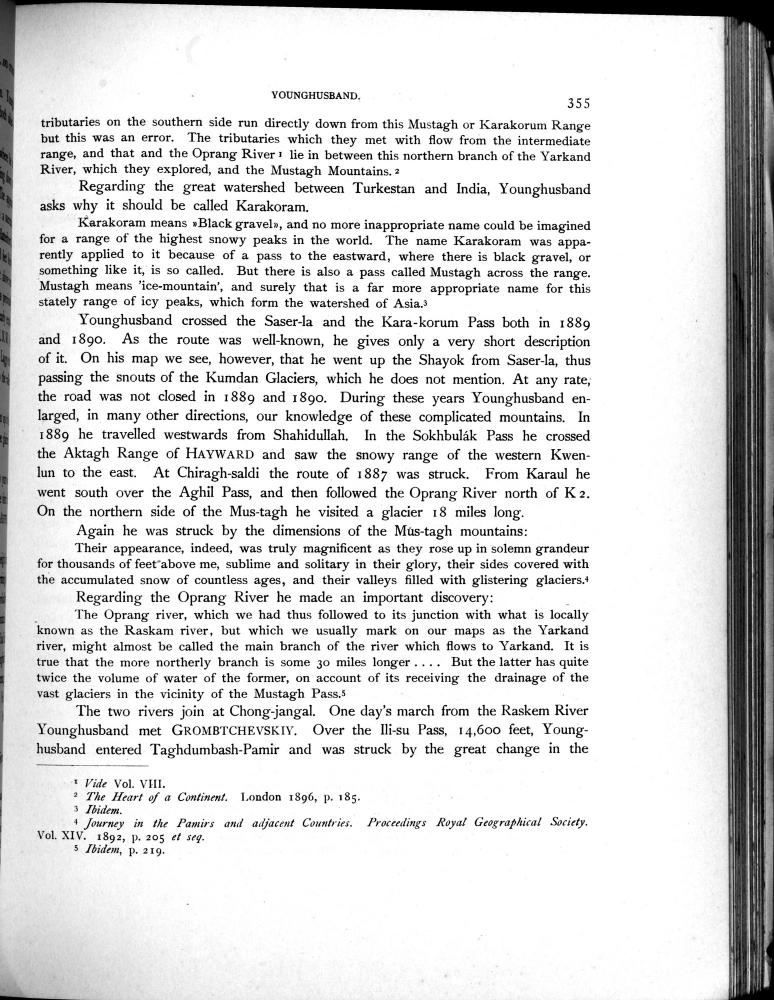 YOUNGHUSBAND.
355
tributaries on the southern side run directly down from this Mustagh or Karakorum Range
but this was an error. The tributaries which they met with flow from the intermediate
range, and that and the Oprang River ¹ lie in between this northern branch of the Yarkand
River, which they explored, and the Mustagh Mountains. ²
Regarding the great watershed between Turkestan and India, Younghusband
asks why it should be called Karakoram.
Karakoram means »Black gravel», and no more inappropriate name could be imagined
for a range of the highest snowy peaks in the world. The name Karakoram was appa-
rently applied to it because of a pass to the eastward, where there is black gravel, or
something like it, is so called. But there is also a pass called Mustagh across the range.
Mustagh means 'ice-mountain', and surely that is a far more appropriate name for this
stately range of icy peaks, which form the watershed of Asia.³
Younghusband crossed the Saser-la and the Kara-korum Pass both in 1889
and 1890. As the route was well-known, he gives only a very short description
of it. On his map we see, however, that he went up the Shayok from Saser-la, thus
passing the snouts of the Kumdan Glaciers, which he does not mention. At any rate,
the road was not closed in 1889 and 1890. During these years Younghusband en-
larged, in many other directions, our knowledge of these complicated mountains. In
1889 he travelled westwards from Shahidullah. In the Sokhbulák Pass he crossed
the Aktagh Range of HAYWARD and saw the snowy range of the western Kwen-
lun to the east. At Chiragh-saldi the route of 1887 was struck. From Karaul he
went south over the Aghil Pass, and then followed the Oprang River north of K 2.
On the northern side of the Mus-tagh he visited a glacier 18 miles long.
Again he was struck by the dimensions of the Mus-tagh mountains:
Their appearance, indeed, was truly magnificent as they rose up in solemn grandeur
for thousands of feet above me, sublime and solitary in their glory, their sides covered with
the accumulated snow of countless ages, and their valleys filled with glistering glaciers.⁴
Regarding the Oprang River he made an important discovery:
The Oprang river, which we had thus followed to its junction with what is locally
known as the Raskam river, but which we usually mark on our maps as the Yarkand
river, might almost be called the main branch of the river which flows to Yarkand. It is
true that the more northerly branch is some 30 miles longer . . . . But the latter has quite
twice the volume of water of the former, on account of its receiving the drainage of the
vast glaciers in the vicinity of the Mustagh Pass.⁵
The two rivers join at Chong-jangal. One day's march from the Raskem River
Younghusband met GROMBTCHEVSKIY. Over the Ili-su Pass, 14,600 feet, Young-
husband entered Taghdumbash-Pamir and was struck by the great change in the
¹ Vide Vol. VIII.
² The Heart of a Continent. London 1896, p. 185.
³ Ibidem.
⁴ Journey in the Pamirs and adjacent Countries. Proceedings Royal Geographical Society.
Vol. XIV. 1892, p. 205 et seq.
⁵ Ibidem, p. 219.